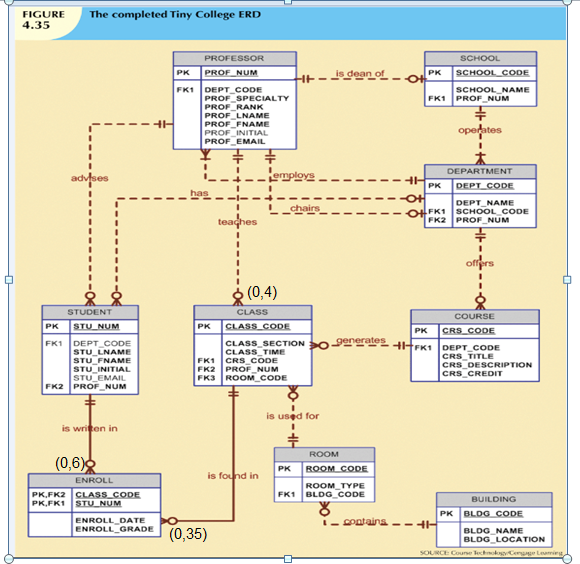 FIGURE
4.35
The completed Tiny College ERD
PROFESSOR
PK PROF_NUM
FK1 DEPT_CODE
PROF_SPECIALTY
PROF_RANK
PROF_LNAME
PROF_FNAME
PROF_INITIAL
PROF_EMAIL
is dean of
SCHOOL
PK SCHOOL_CODE
SCHOOL_NAME
FK1 PROF_NUM
operates
advises
employs
has
chairs
teaches
DEPARTMENT
PK DEPT_CODE
DEPT_NAME
FK1 SCHOOL_CODE
FK2 PROF_NUM
offers
(0,4)
STUDENT
PK STU_NUM
FK1 DEPT_CODE
STU_LNAME
STU_FNAME
STU_INITIAL
STU_EMAIL
FK2 PROF_NUM
CLASS
PK CLASS_CODE
CLASS_SECTION
CLASS_TIME
FK1 CRS_CODE
FK2 PROF_NUM
FK3 ROOM_CODE
generates
COURSE
PK CRS_CODE
FK1 DEPT_CODE
CRS_TITLE
CRS_DESCRIPTION
CRS_CREDIT
is written in
is used for
(0,6)
is found in
ENROLL
PK,FK2 CLASS_CODE
PK,FK1 STU_NUM
ENROLL_DATE
ENROLL_GRADE
(0,35)
ROOM
PK ROOM_CODE
ROOM_TYPE
FK1 BLDG_CODE
contains
BUILDING
PK BLDG_CODE
BLDG_NAME
BLDG_LOCATION
SOURCE: Course Technology/Cengage Learning